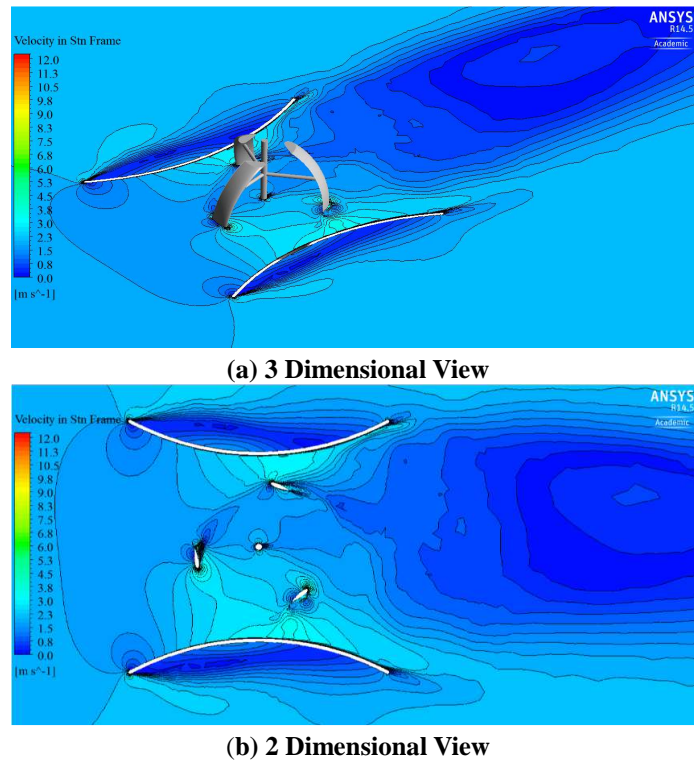 ANSYS
R14.5
Academic
Velocity in Stn Frame
12.0
11.3
9.8
9.0
8.3
7.5
6.8
6.0
5.3
4.5
3.8
3.0
2.3
1.5
0.8
0.0
[m s^-1]
(a) 3 Dimensional View
ANSYS
R14.5
Academic
Velocity in Stn Frame
12.0
11.3
9.8
9.0
8.3
7.5
6.8
6.0
5.3
4.5
3.8
3.0
2.3
1.5
0.8
0.0
[m s^-1]
(b) 2 Dimensional View